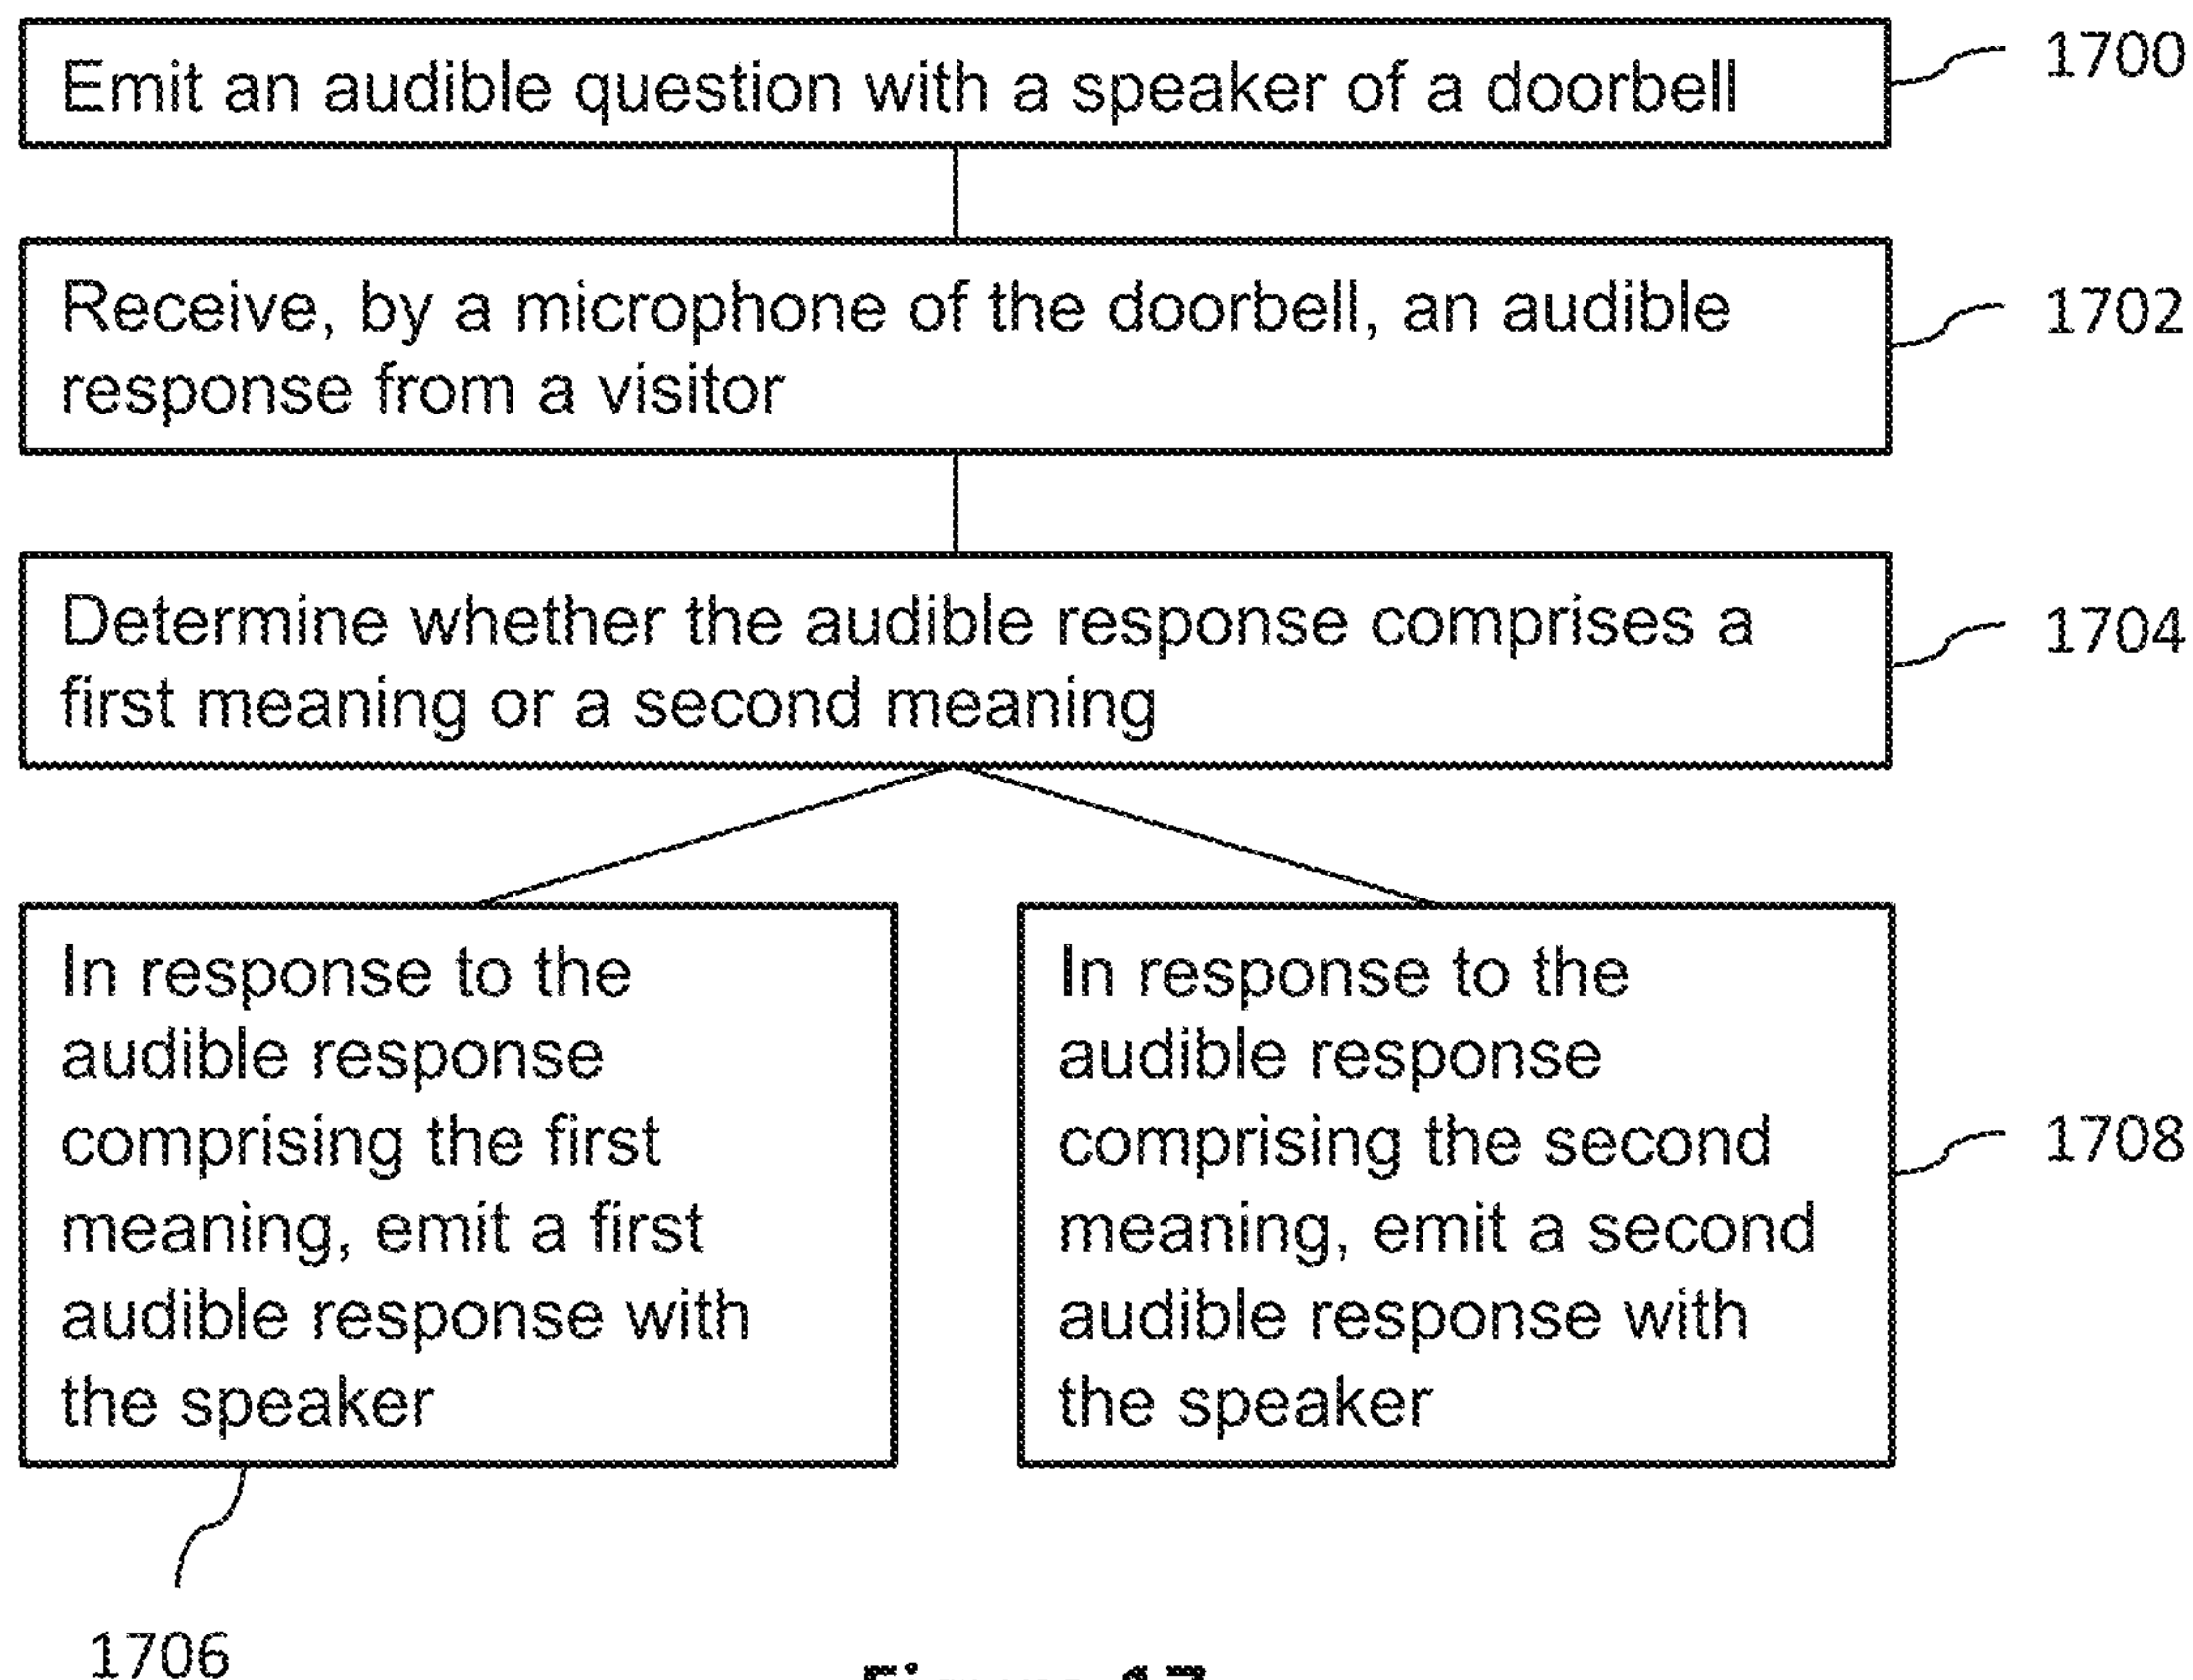 Emit an audible question with a speaker of a doorbell
1700
Receive, by a microphone of the doorbell, an audible
response from a visitor
1702
Determine whether the audible response comprises a
first meaning or a second meaning
1704
In response to the
audible response
comprising the first
meaning, emit a first
audible response with
the speaker
1706
In response to the
audible response
comprising the second
meaning, emit a second
audible response with
the speaker
1708
Figure 17